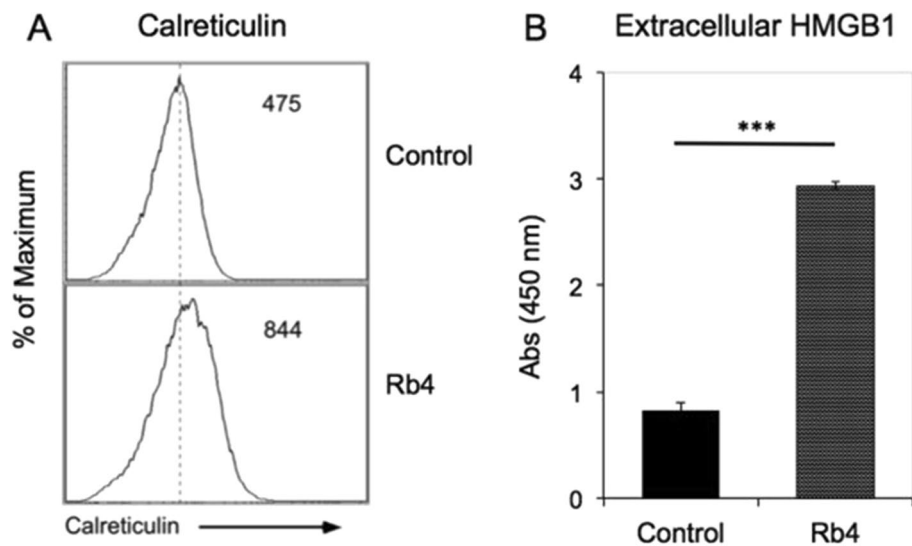 A
Calreticulin
% of Maximum
475
Control
844
Rb4
Calreticulin
B
Extracellular HMGB1
Abs (450 nm)
4
3
2
1
0
***
Control
Rb4